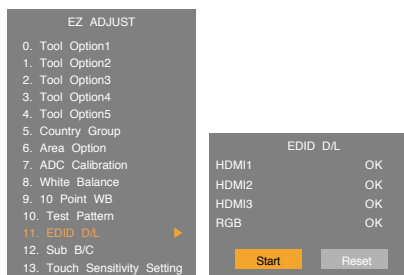 EZ ADJUST
0. Tool Option1
1. Tool Option2
2. Tool Option3
3. Tool Option4
4. Tool Option5
5. Country Group
6. Area Option
7. ADC Calibration
8. White Balance
9. 10 Point WB
10. Test Pattern
11. EDID D/L
12. Sub B/C
13. Touch Sensitivity Setting
EDID D/L
HDMI1 OK
HDMI2 OK
HDMI3 OK
RGB OK
Start Reset